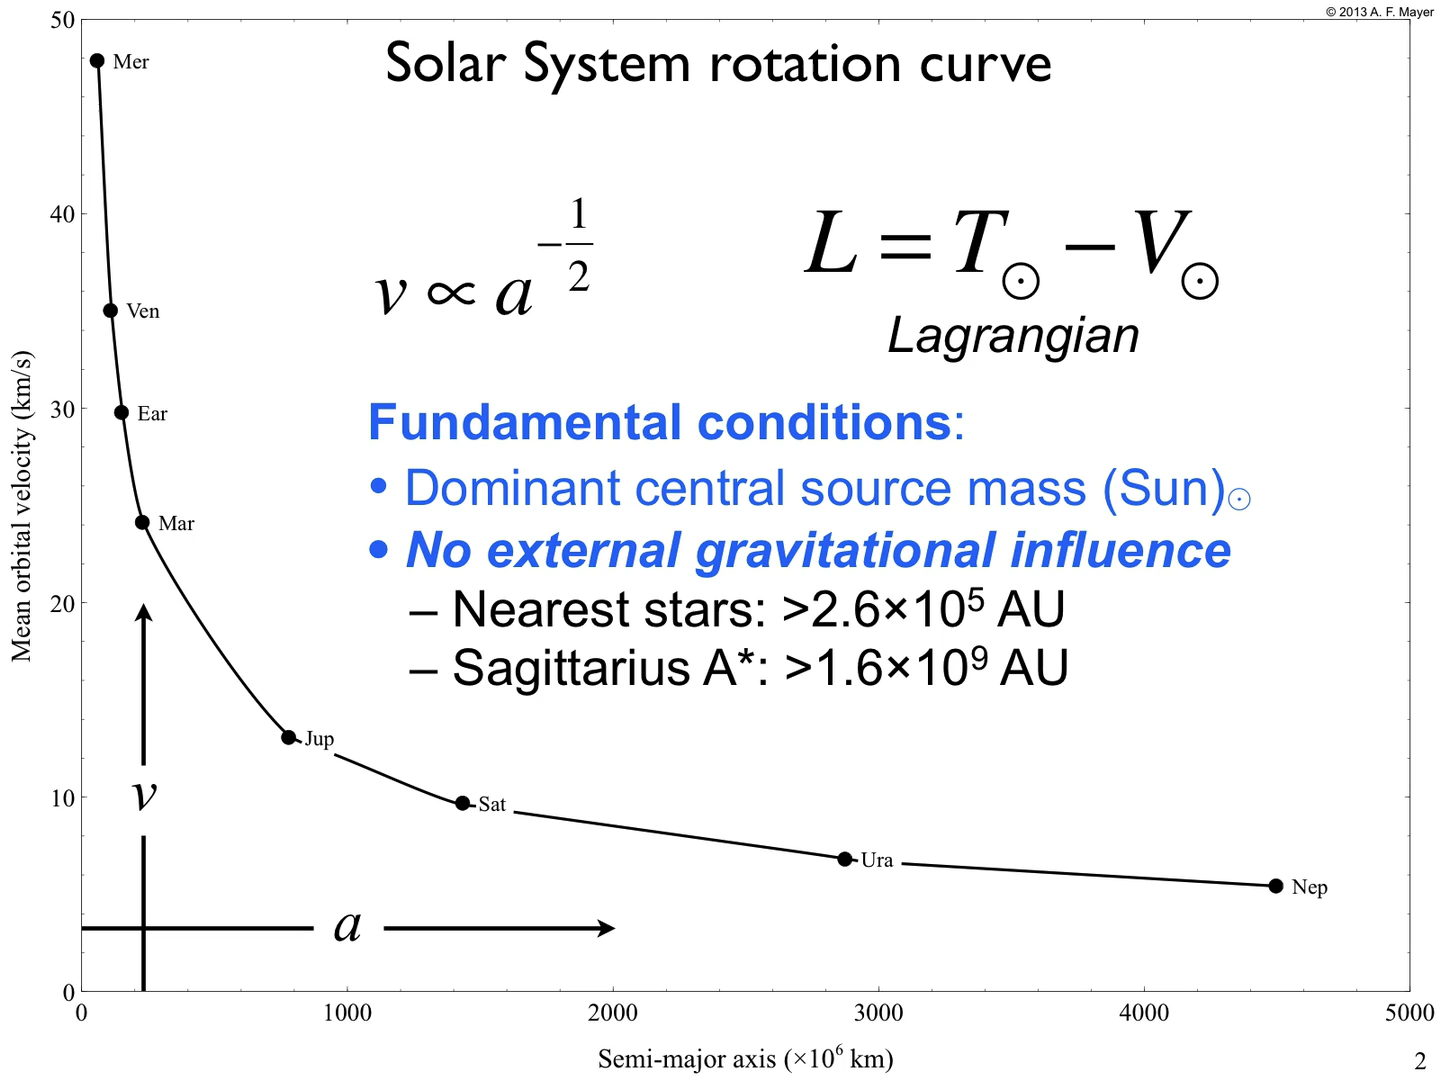 © 2013 A. F. Mayer
Solar System rotation curve
v ∝ a^{-1/2}
L = T☉ − V☉
Lagrangian
Fundamental conditions:
• Dominant central source mass (Sun)☉
• No external gravitational influence
– Nearest stars: >2.6×10⁵ AU
– Sagittarius A*: >1.6×10⁹ AU
Mean orbital velocity (km/s)
50
40
30
20
10
0
Mer
Ven
Ear
Mar
Jup
Sat
Ura
Nep
v
a
0 1000 2000 3000 4000 5000
Semi-major axis (×10⁶ km)
2